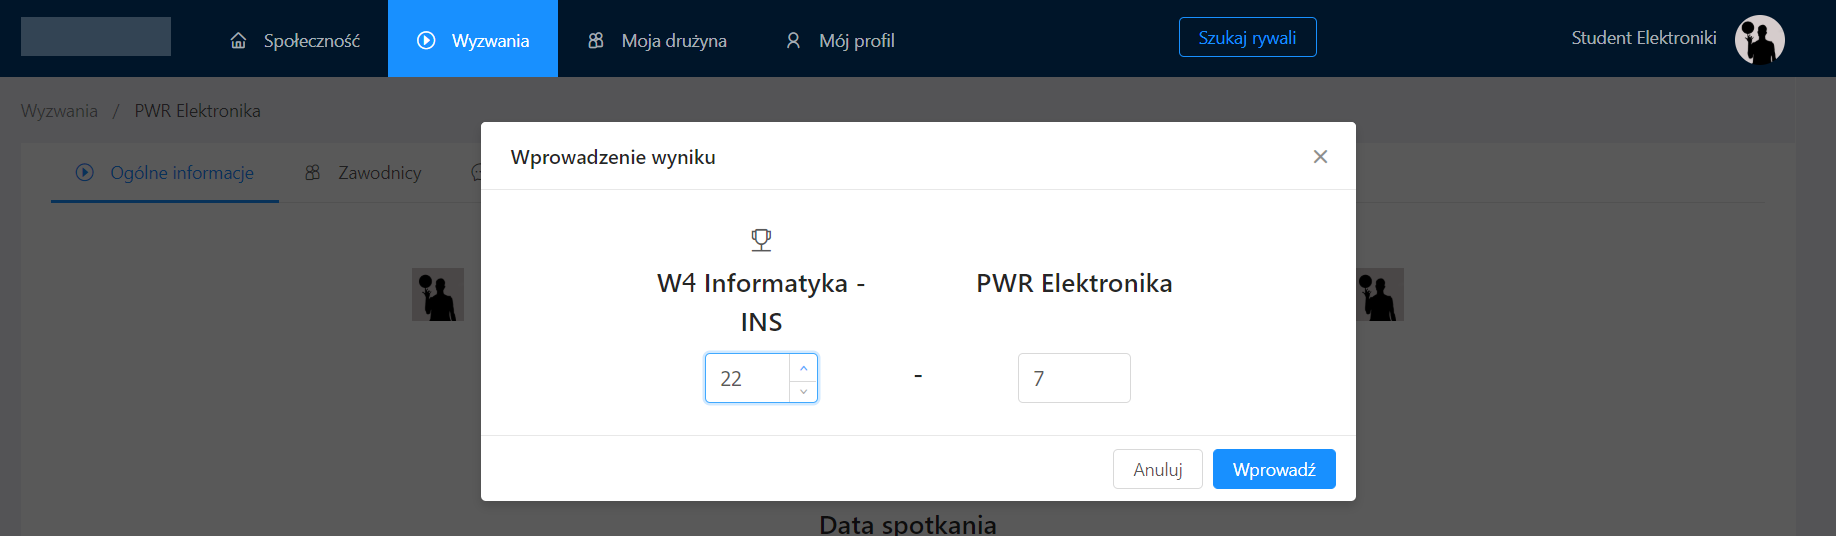 Społeczność
Wyzwania
Moja drużyna
Mój profil
Szukaj rywali
Student Elektroniki
Wyzwania / PWR Elektronika
Ogólne informacje
Zawodnicy
Wprowadzenie wyniku
W4 Informatyka -
INS
PWR Elektronika
22
-
7
Anuluj
Wprowadź
Data spotkania